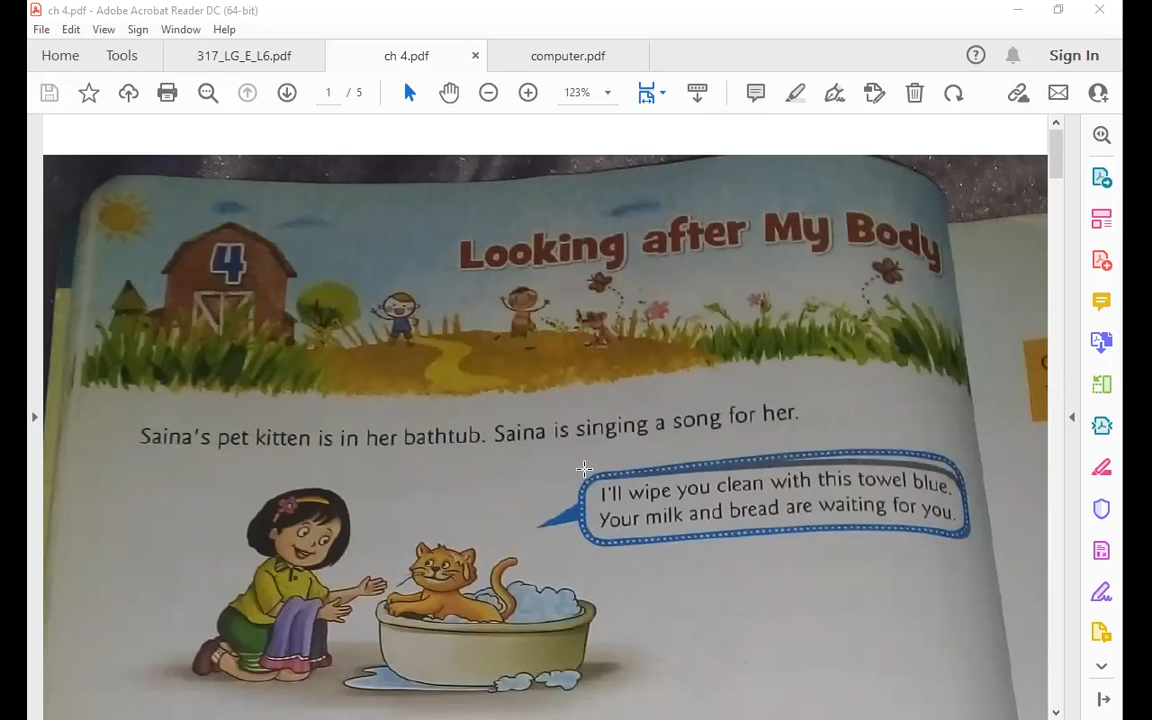 ch 4.pdf - Adobe Acrobat Reader DC (64-bit)
File Edit View Sign Window Help
Home Tools 317_LG_E_L6.pdf ch 4.pdf computer.pdf Sign In
1 / 5 123%
4
Looking after My Body
Saina's pet kitten is in her bathtub. Saina is singing a song for her.
I'll wipe you clean with this towel blue.
Your milk and bread are waiting for you.